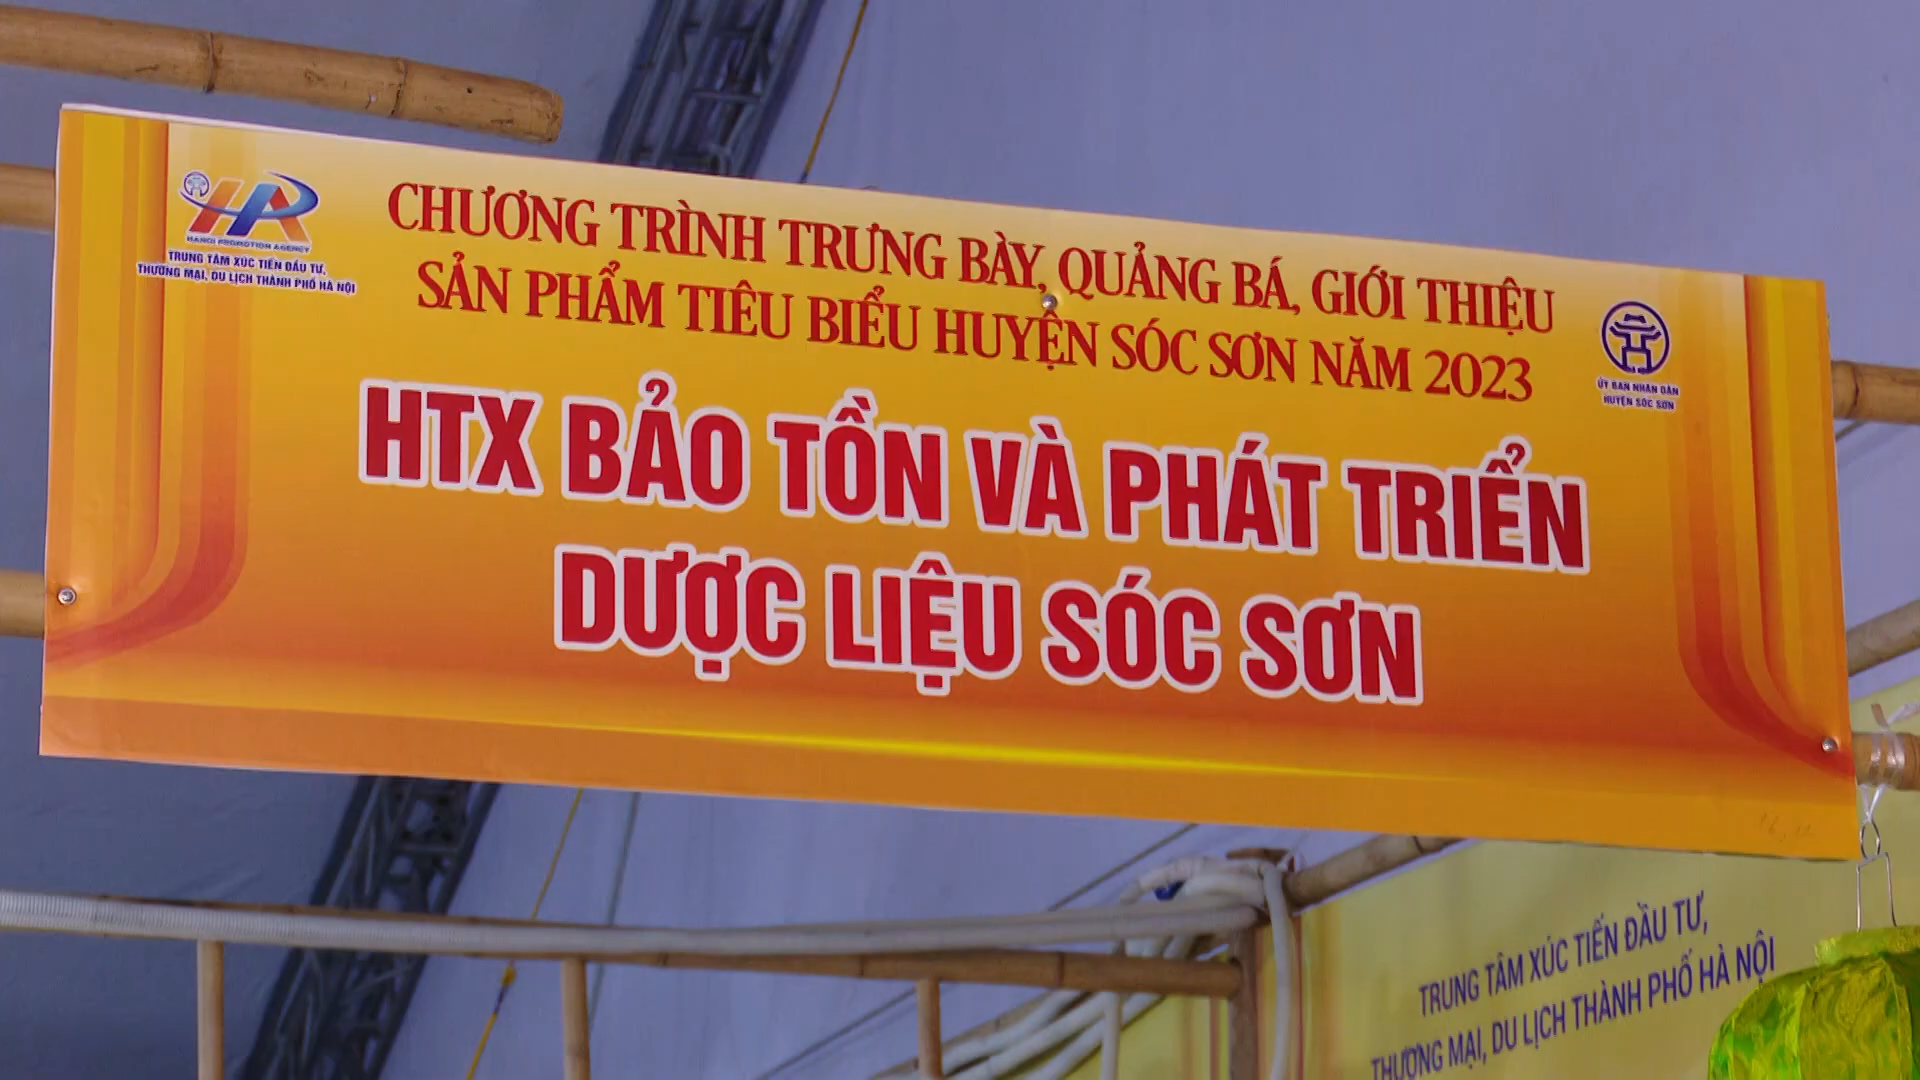 HANOI PROMOTION AGENCY
TRUNG TÂM XÚC TIẾN ĐẦU TƯ,
THƯƠNG MẠI, DU LỊCH THÀNH PHỐ HÀ NỘI
CHƯƠNG TRÌNH TRƯNG BÀY, QUẢNG BÁ, GIỚI THIỆU
SẢN PHẨM TIÊU BIỂU HUYỆN SÓC SƠN NĂM 2023
ỦY BAN NHÂN DÂN
HUYỆN SÓC SƠN
HTX BẢO TỒN VÀ PHÁT TRIỂN
DƯỢC LIỆU SÓC SƠN
TRUNG TÂM XÚC TIẾN ĐẦU TƯ,
THƯƠNG MẠI, DU LỊCH THÀNH PHỐ HÀ NỘI